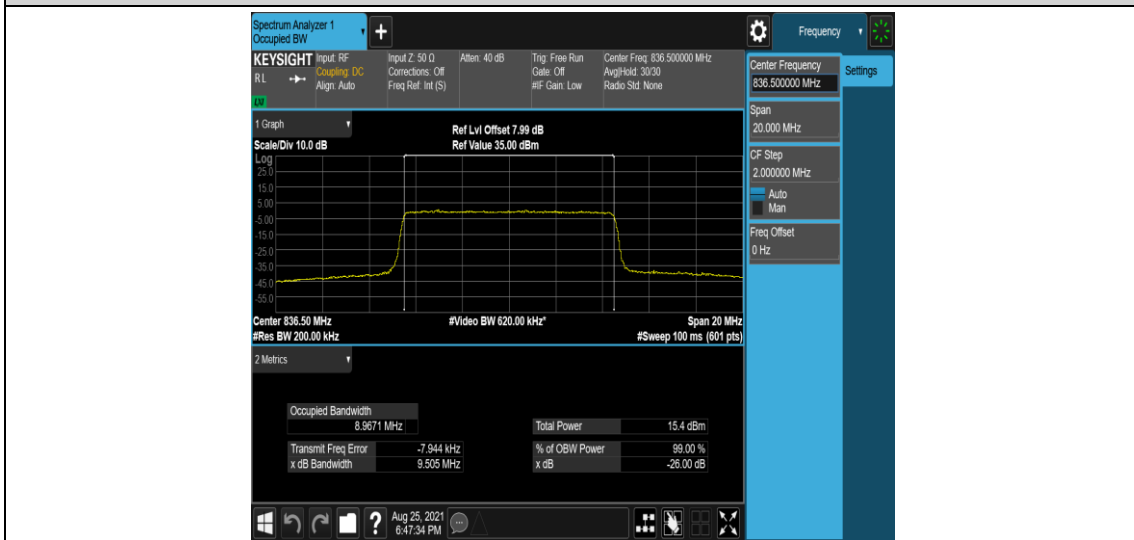 Spectrum Analyzer 1
Occupied BW
+
Frequency
KEYSIGHT
RL
LXI
Input: RF
Coupling: DC
Align: Auto
Input Z: 50 Ω
Corrections: Off
Freq Ref: Int (S)
Atten: 40 dB
Trig: Free Run
Gate: Off
#IF Gain: Low
Center Freq: 836.500000 MHz
Avg|Hold: 30/30
Radio Std: None
Center Frequency
836.500000 MHz
Settings
Span
20.000 MHz
CF Step
2.000000 MHz
Auto
Man
Freq Offset
0 Hz
1 Graph
Scale/Div 10.0 dB
Ref Lvl Offset 7.99 dB
Ref Value 35.00 dBm
Log
25.0
15.0
5.00
-5.00
-15.0
-25.0
-35.0
-45.0
-55.0
Center 836.50 MHz
#Res BW 200.00 kHz
#Video BW 620.00 kHz*
Span 20 MHz
#Sweep 100 ms (601 pts)
2 Metrics
Occupied Bandwidth
8.9671 MHz
Total Power 15.4 dBm
Transmit Freq Error -7.944 kHz
% of OBW Power 99.00 %
x dB Bandwidth 9.505 MHz
x dB -26.00 dB
?
Aug 25, 2021
6:47:34 PM